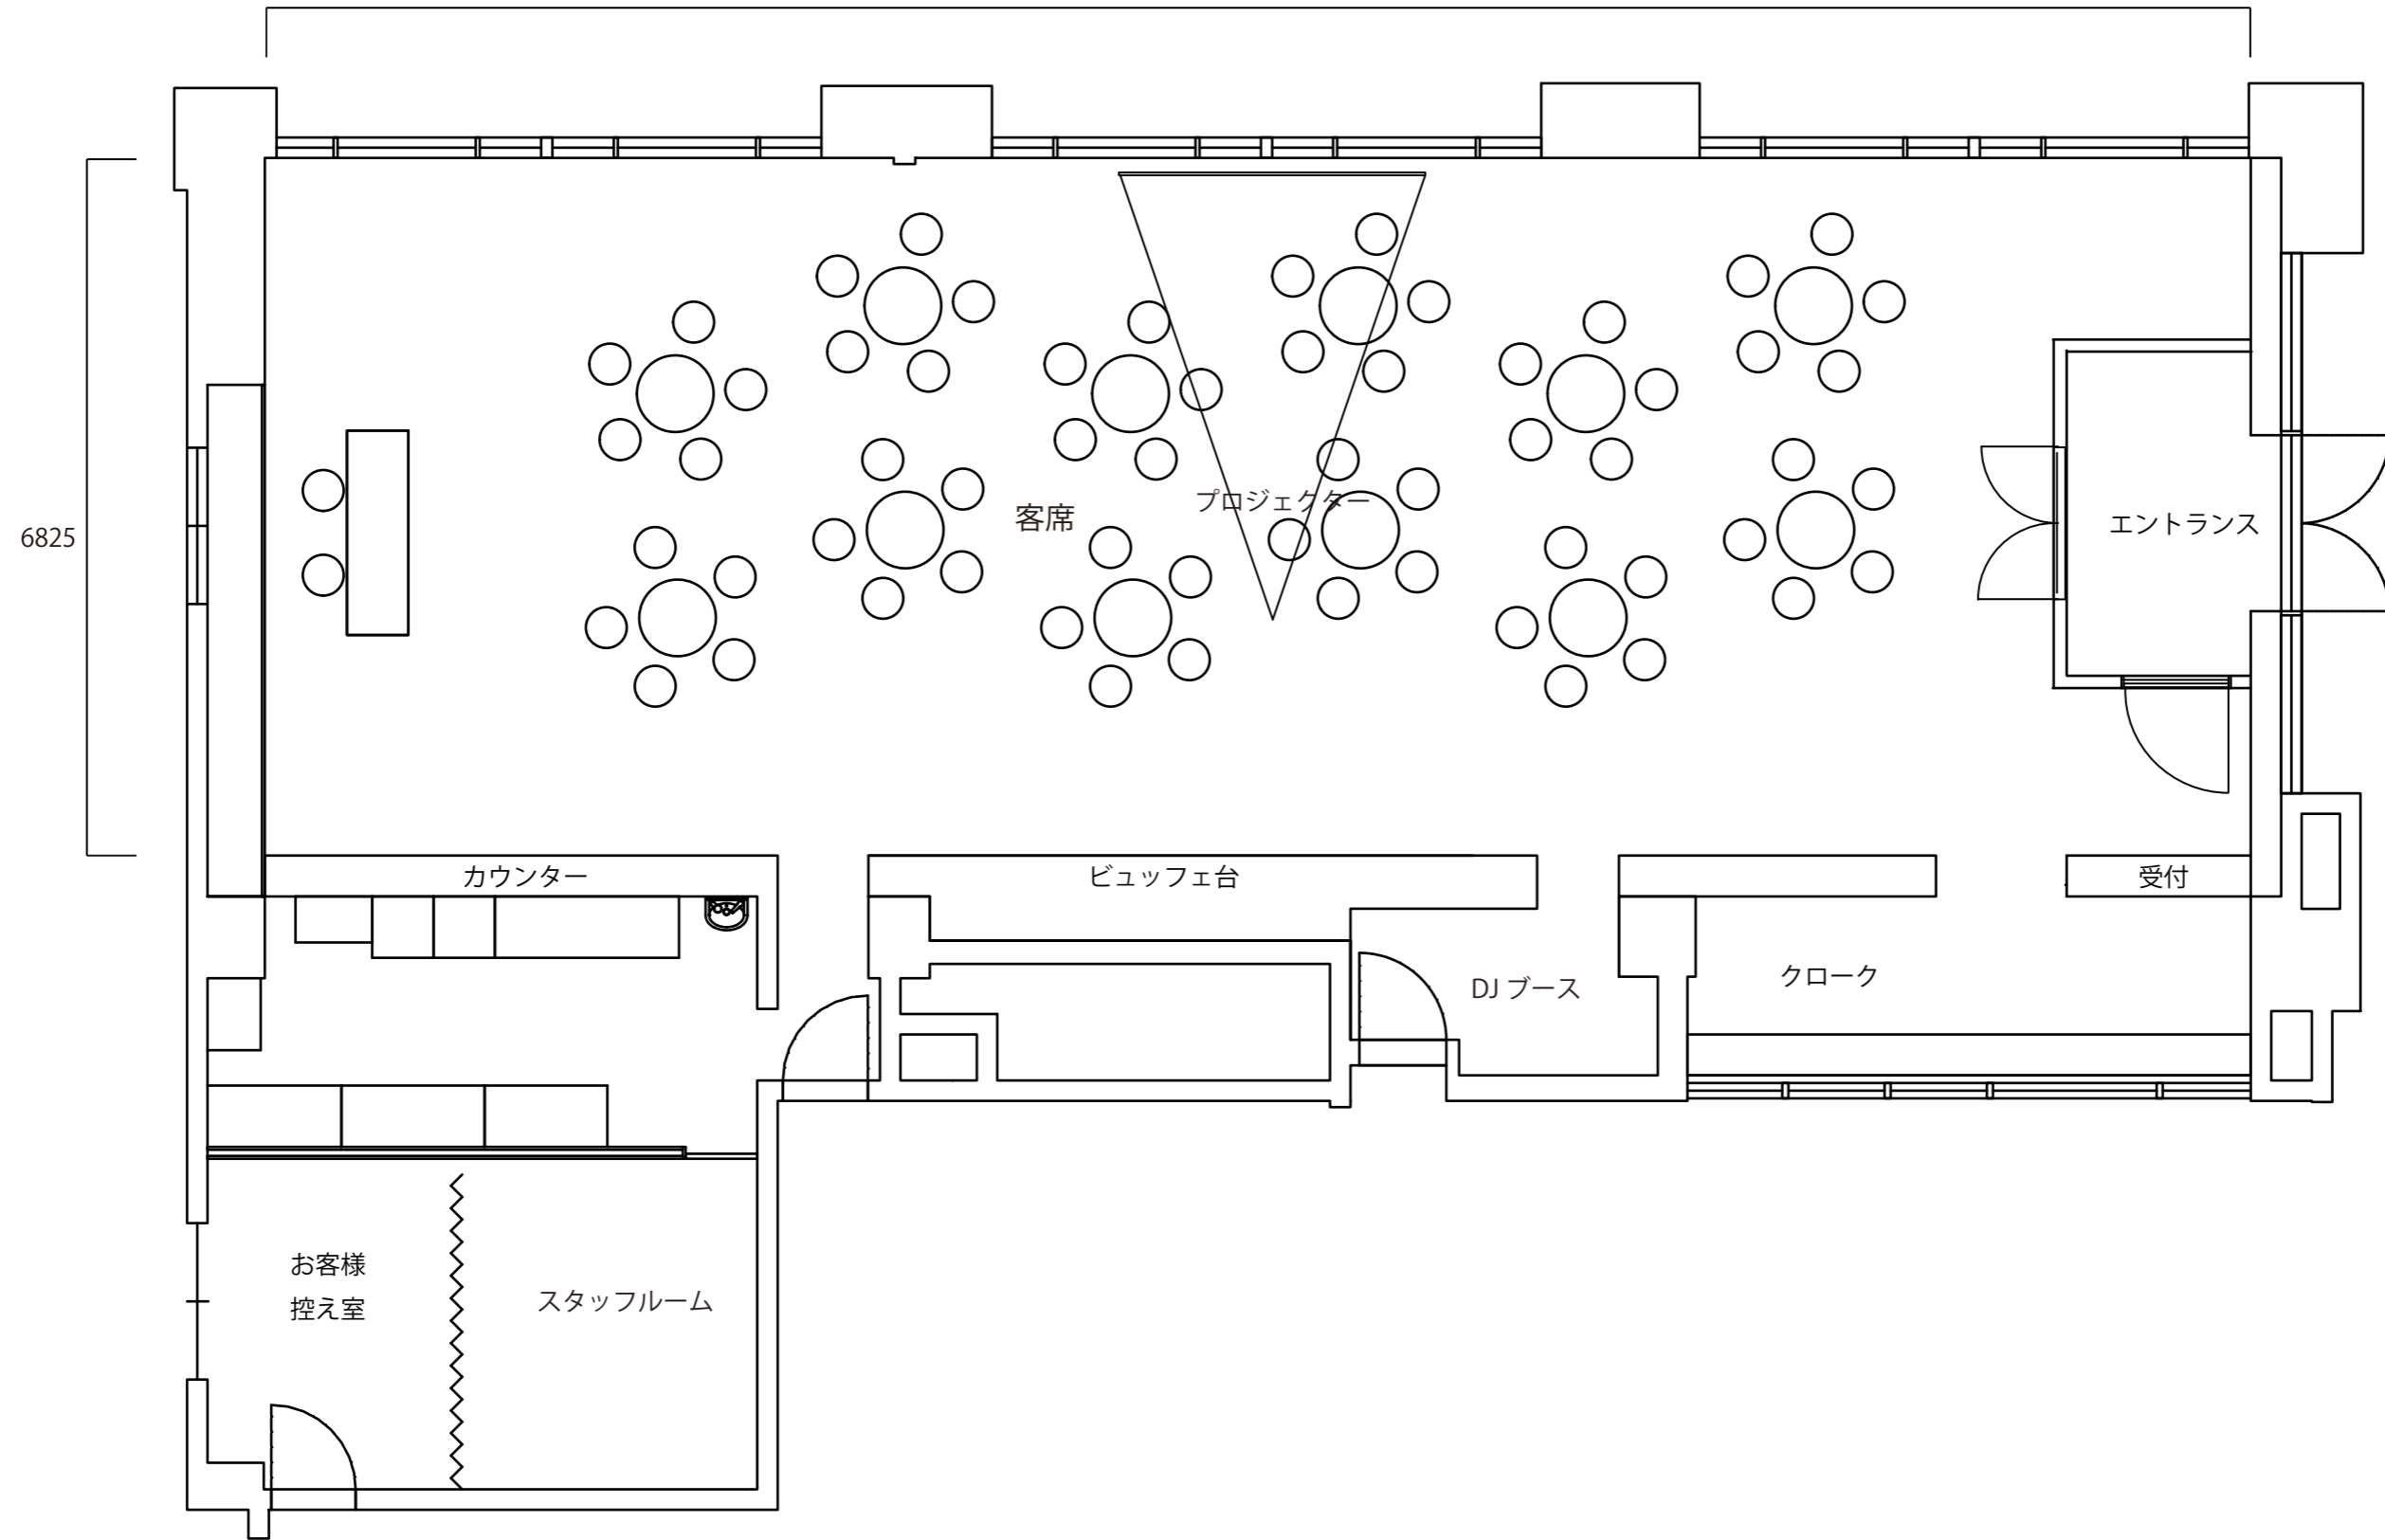 6825
客席
プロジェクター
エントランス
カウンター
ビュッフェ台
受付
DJ ブース
クローク
お客様
控え室
スタッフルーム